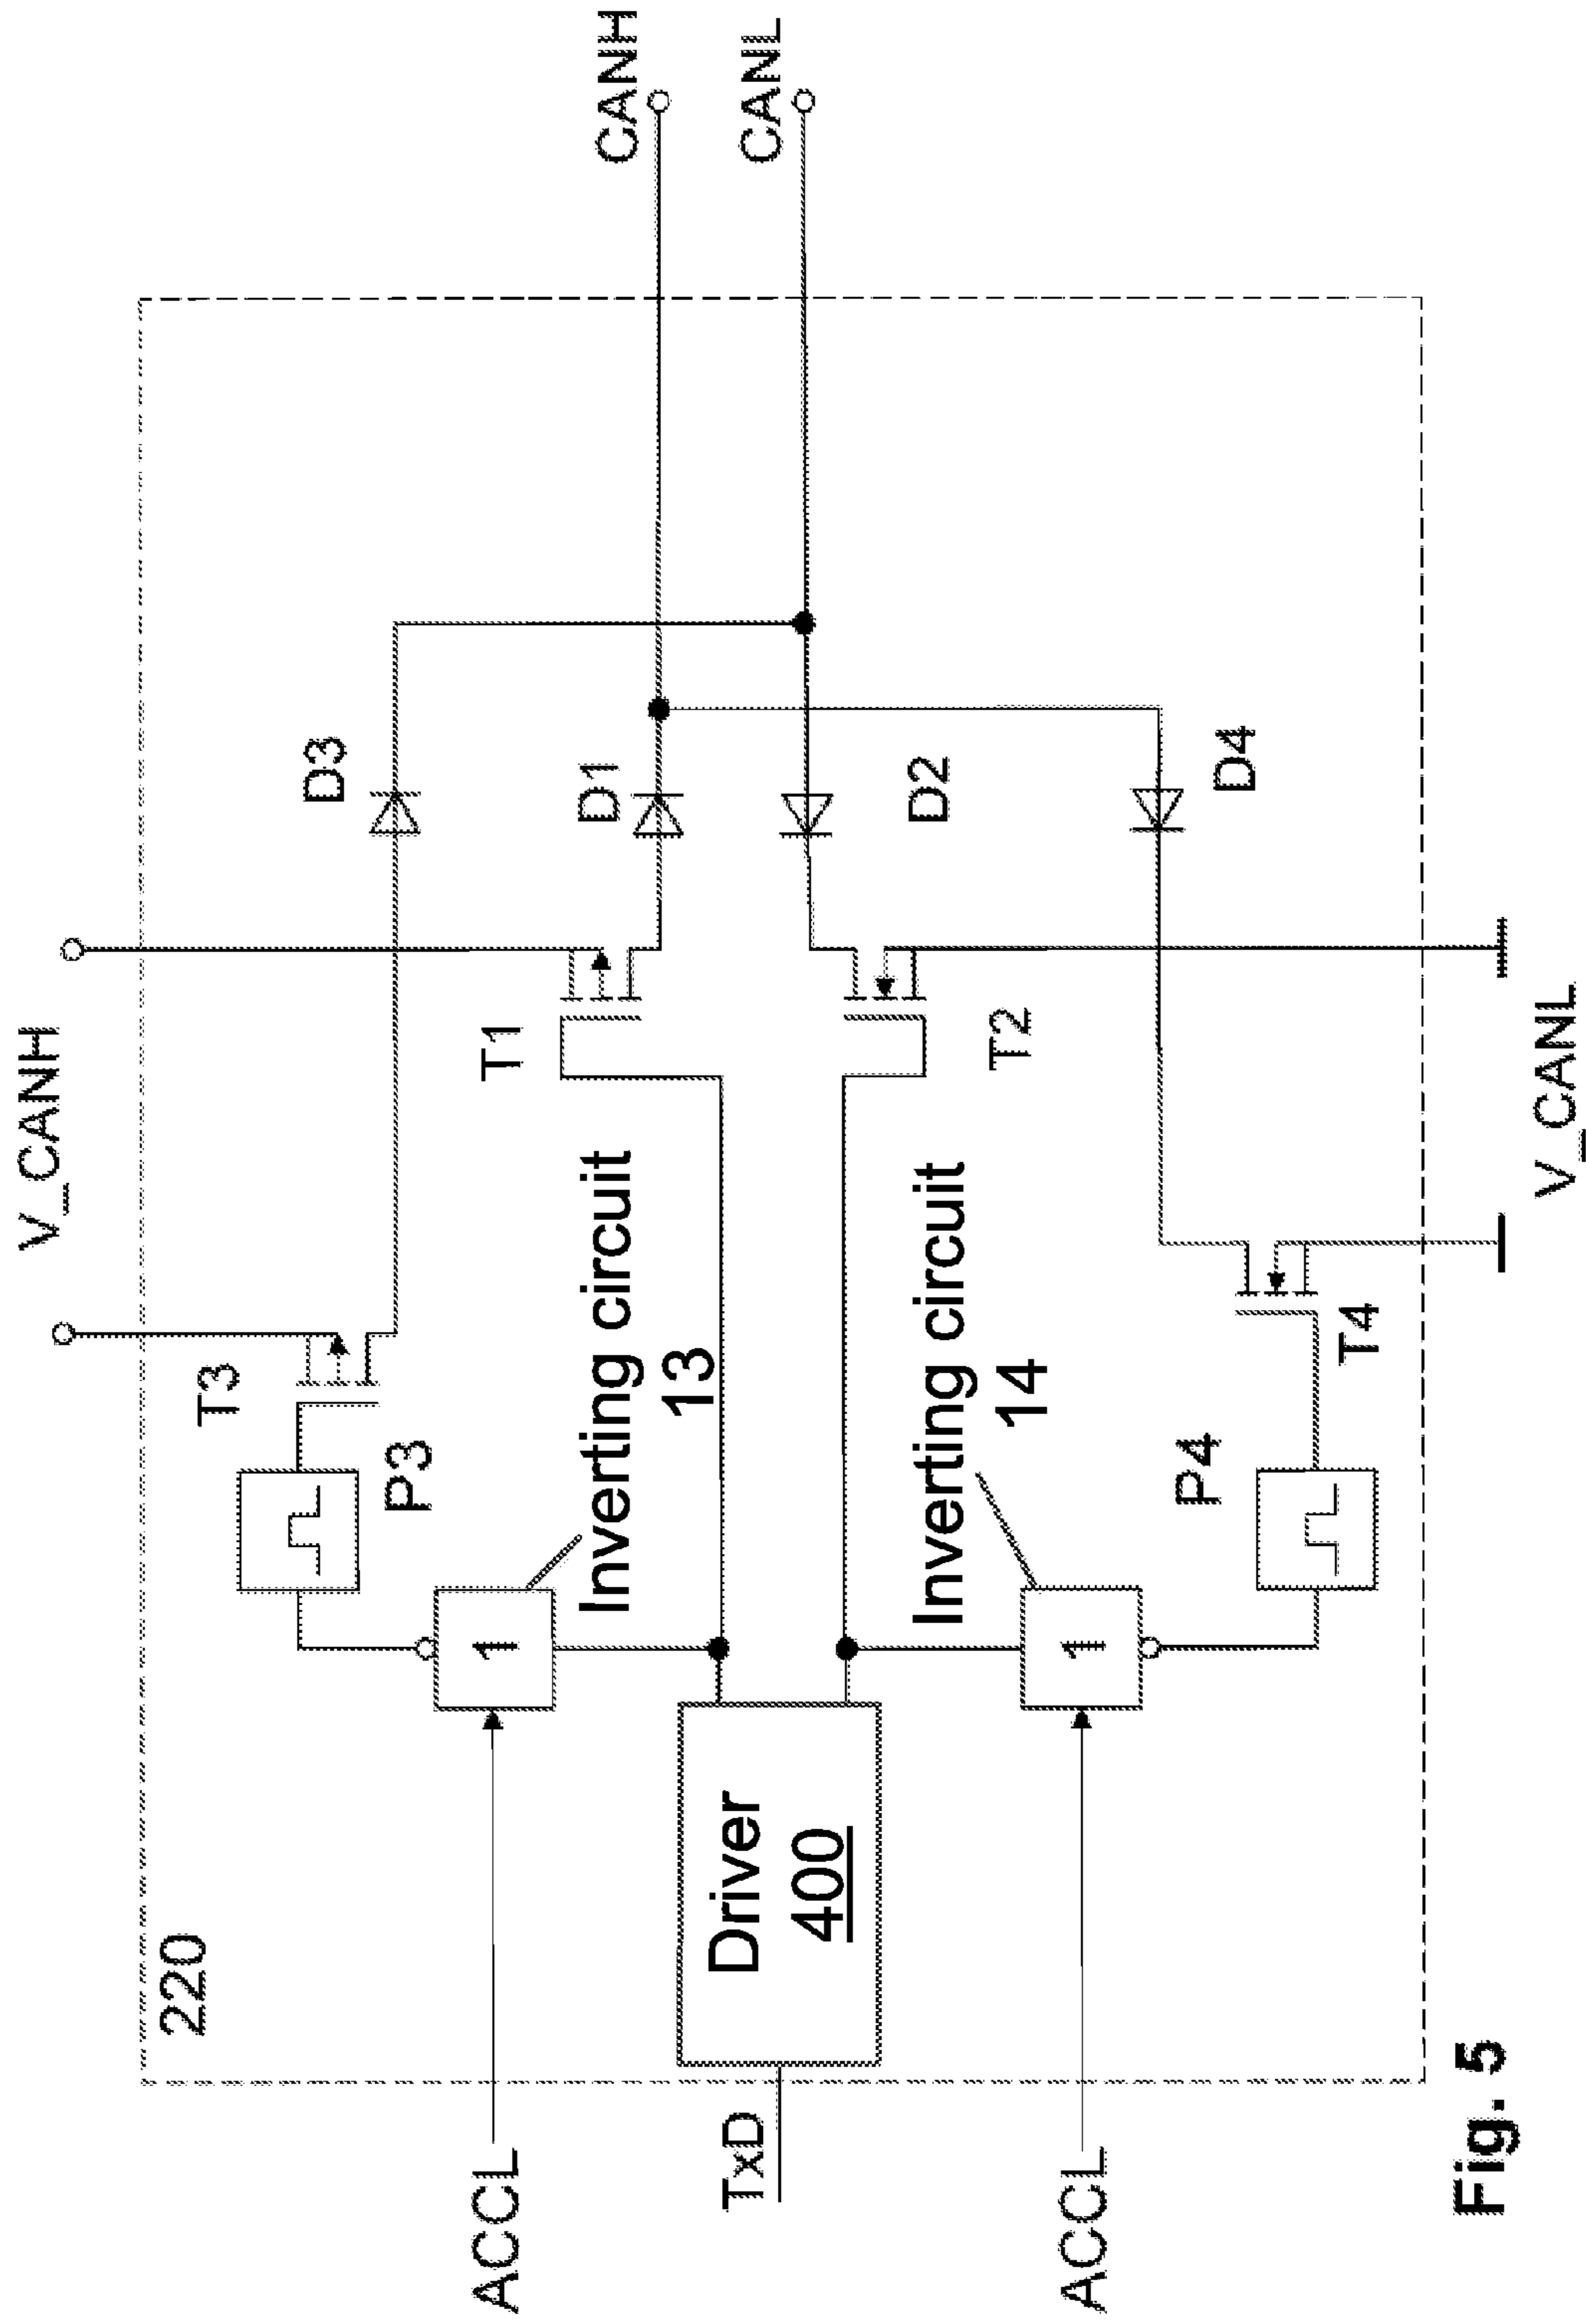 V_CANH
220
T3
D3
P3
ACCL
T1
D1
CANH
Inverting circuit
13
TxD
Driver
400
CANL
Inverting circuit
14
T2
D2
ACCL
P4
T4
D4
V_CANL
Fig. 5
1
1